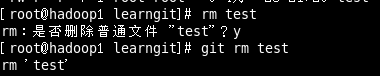 [root@hadoop1 learngit]# rm test
rm：是否删除普通文件 "test"？y
[root@hadoop1 learngit]# git rm test
rm 'test'